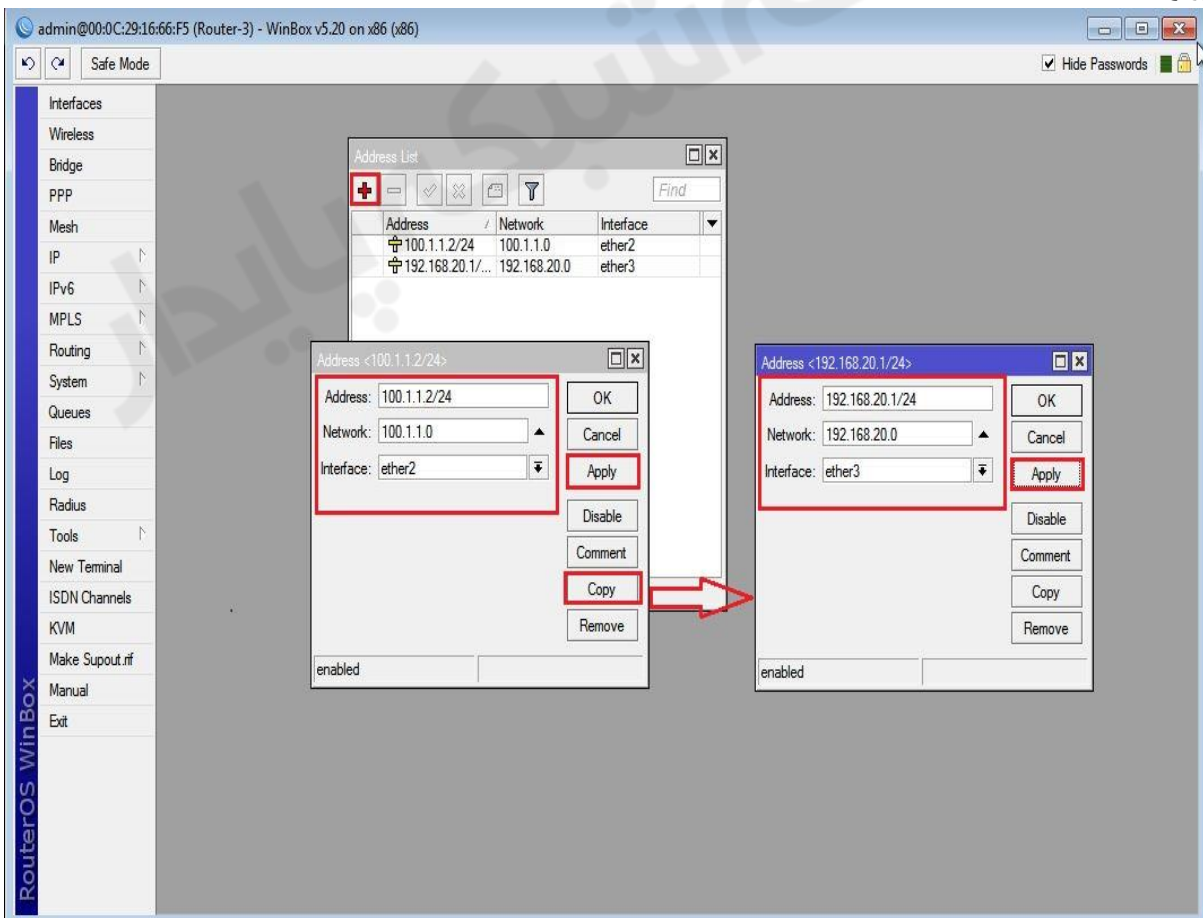 admin@00:0C:29:16:66:F5 (Router-3) - WinBox v5.20 on x86 (x86)
Safe Mode
Hide Passwords
Interfaces
Wireless
Bridge
PPP
Mesh
IP
IPv6
MPLS
Routing
System
Queues
Files
Log
Radius
Tools
New Terminal
ISDN Channels
KVM
Make Supout.rif
Manual
Exit
RouterOS WinBox
Address List
Find
Address / Network Interface
100.1.1.2/24 100.1.1.0 ether2
192.168.20.1/... 192.168.20.0 ether3
Address <100.1.1.2/24>
Address: 100.1.1.2/24
Network: 100.1.1.0
Interface: ether2
OK
Cancel
Apply
Disable
Comment
Copy
Remove
enabled
Address <192.168.20.1/24>
Address: 192.168.20.1/24
Network: 192.168.20.0
Interface: ether3
OK
Cancel
Apply
Disable
Comment
Copy
Remove
enabled
شبکه پایدار